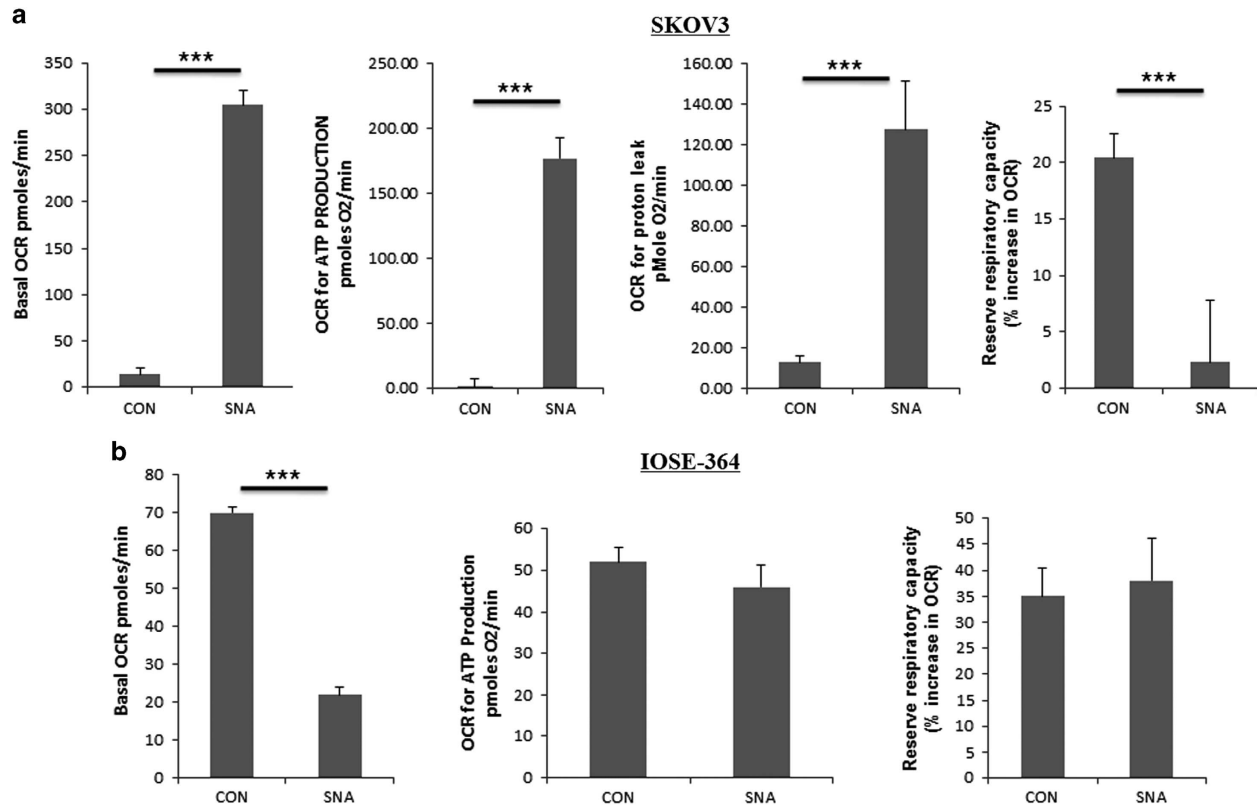 a
SKOV3
Basal OCR pmoles/min
350
300
250
200
150
100
50
0
***
CON SNA
OCR for ATP PRODUCTION
pmoles O2/min
250.00
200.00
150.00
100.00
50.00
0.00
***
CON SNA
OCR for proton leak
pMole O2/min
160.00
140.00
120.00
100.00
80.00
60.00
40.00
20.00
0.00
***
CON SNA
Reserve respiratory capacity
(% increase in OCR)
25
20
15
10
5
0
***
CON SNA
b
IOSE-364
Basal OCR pmoles/min
80
70
60
50
40
30
20
10
0
***
CON SNA
OCR for ATP Production
pmoles O2/min
60
50
40
30
20
10
0
CON SNA
Reserve respiratory capacity
(% increase in OCR)
50
45
40
35
30
25
20
15
10
5
0
CON SNA